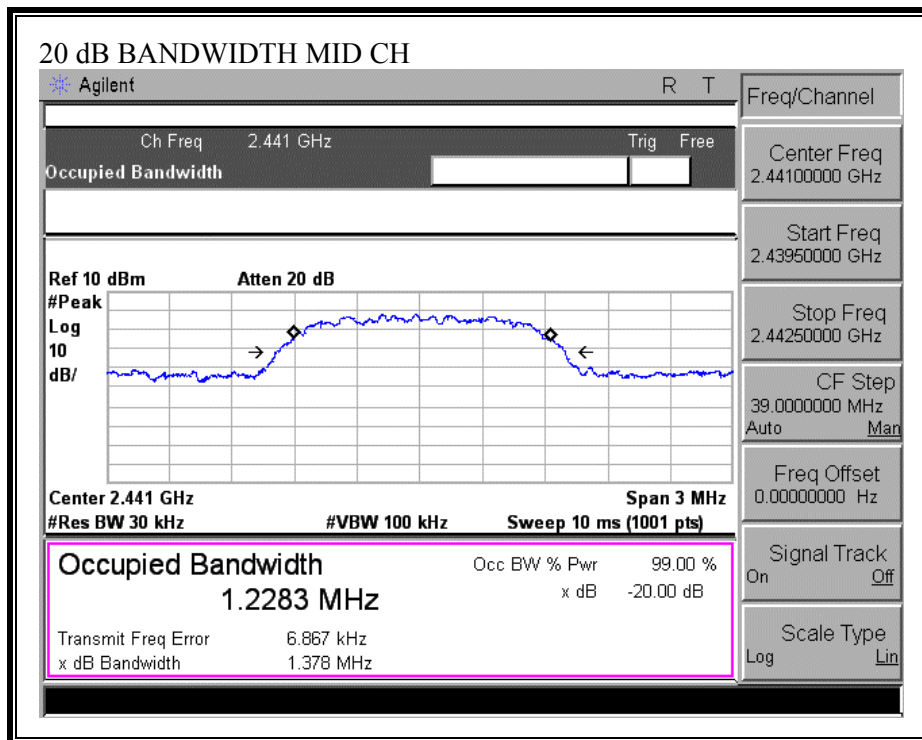 20 dB BANDWIDTH MID CH
Agilent R T
Ch Freq 2.441 GHz Trig Free
Occupied Bandwidth
Ref 10 dBm Atten 20 dB
#Peak
Log
10
dB/
Center 2.441 GHz Span 3 MHz
#Res BW 30 kHz #VBW 100 kHz Sweep 10 ms (1001 pts)
Occupied Bandwidth
1.2283 MHz
Occ BW % Pwr 99.00 %
x dB -20.00 dB
Transmit Freq Error 6.867 kHz
x dB Bandwidth 1.378 MHz
Freq/Channel
Center Freq
2.44100000 GHz
Start Freq
2.43950000 GHz
Stop Freq
2.44250000 GHz
CF Step
39.0000000 MHz
Auto Man
Freq Offset
0.00000000 Hz
Signal Track
On Off
Scale Type
Log Lin